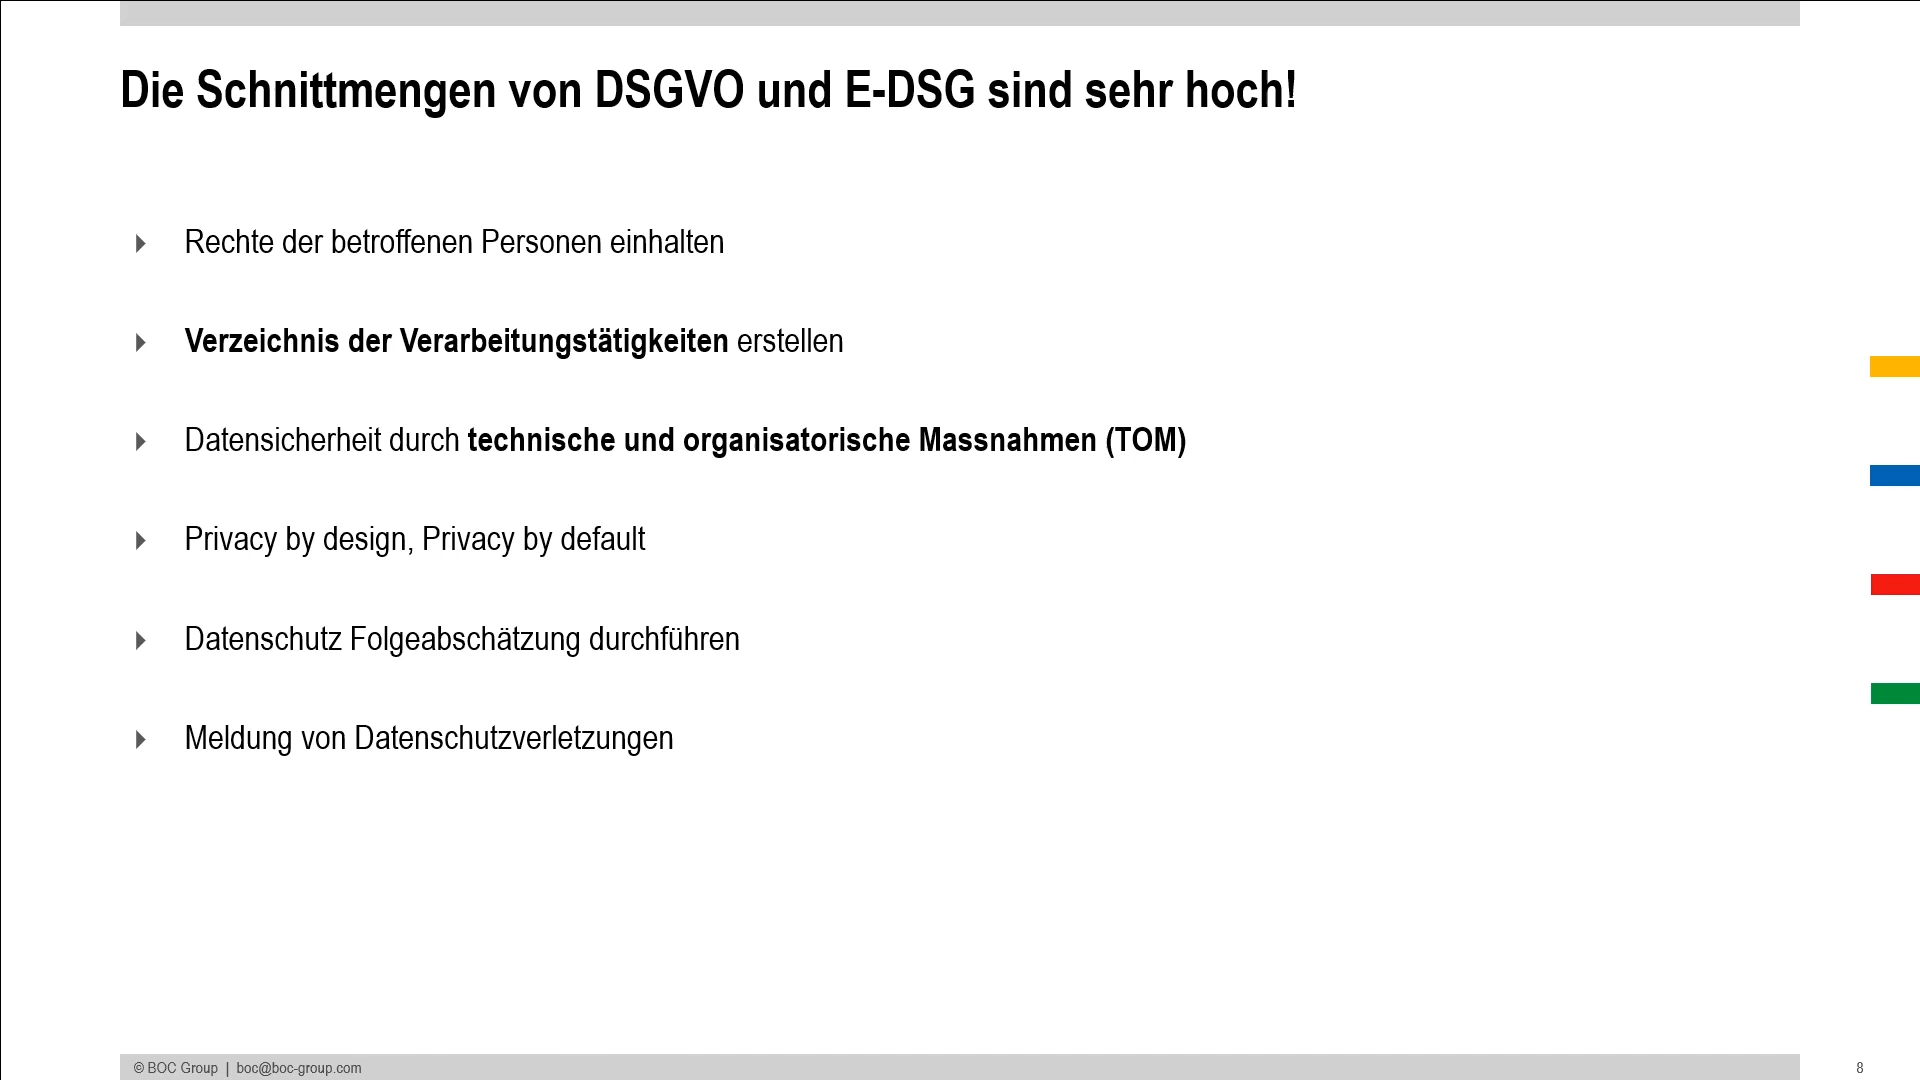 Die Schnittmengen von DSGVO und E-DSG sind sehr hoch!
Rechte der betroffenen Personen einhalten
Verzeichnis der Verarbeitungstätigkeiten erstellen
Datensicherheit durch technische und organisatorische Massnahmen (TOM)
Privacy by design, Privacy by default
Datenschutz Folgeabschätzung durchführen
Meldung von Datenschutzverletzungen
© BOC Group | boc@boc-group.com
8